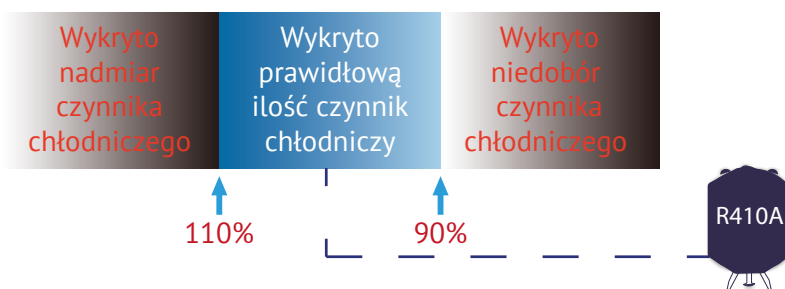 Wykryto
nadmiar
czynnika
chłodniczego
Wykryto
prawidłową
ilość czynnik
chłodniczy
Wykryto
niedobór
czynnika
chłodniczego
110%
90%
R410A